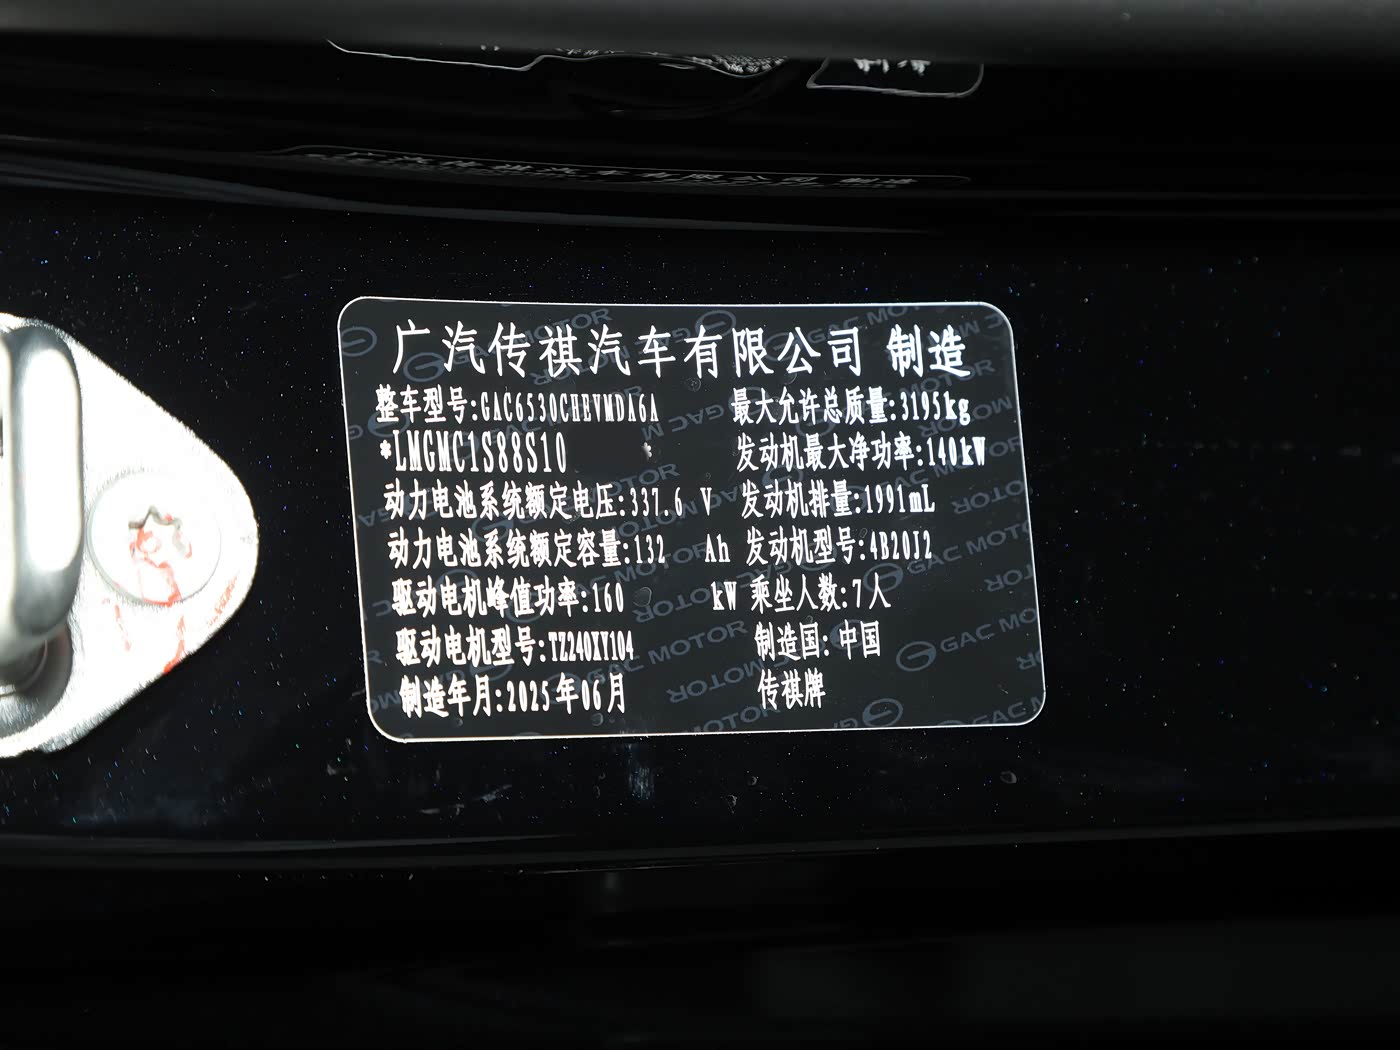 广汽传祺汽车有限公司 制造
整车型号:GAC6530CHEVMDA6A 最大允许总质量:3195kg
*LMGMC1S88S10 * 发动机最大净功率:140kW
动力电池系统额定电压:337.6 V 发动机排量:1991mL
动力电池系统额定容量:132 Ah 发动机型号:4B20J2
驱动电机峰值功率:160 kW 乘坐人数:7人
驱动电机型号:TZ240XY104 制造国:中国
制造年月:2025年06月 传祺牌